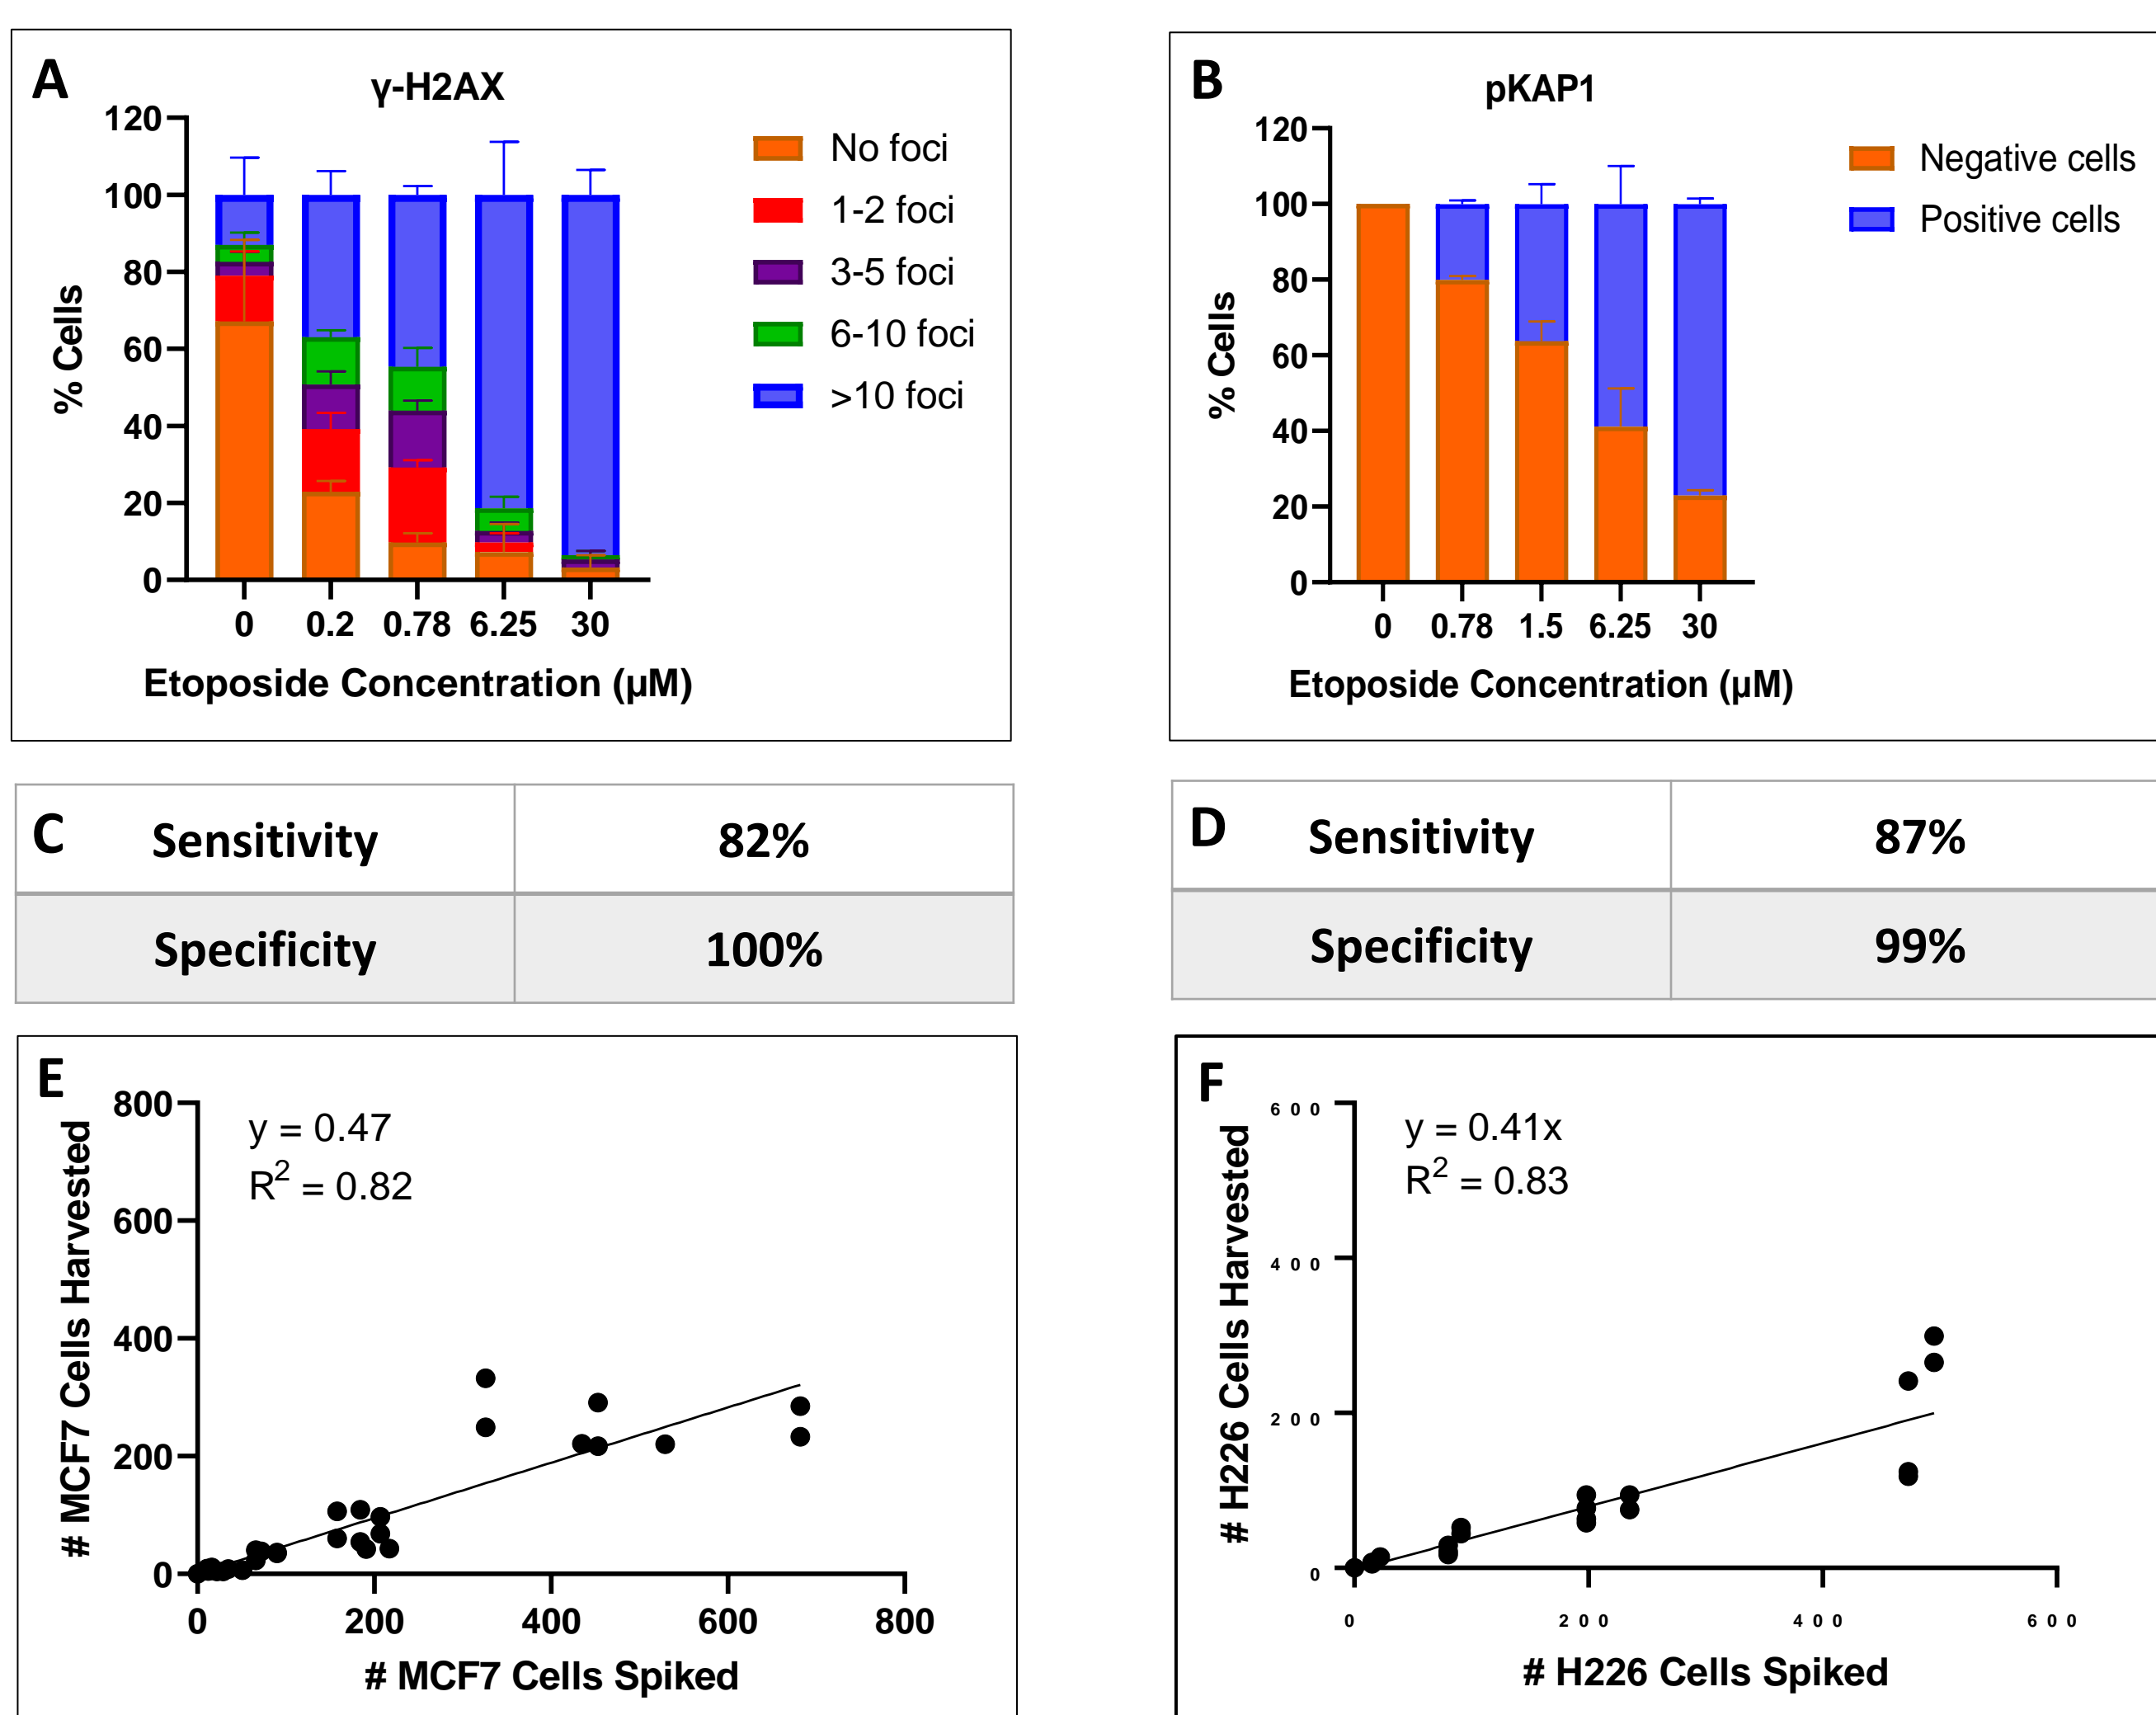 A
γ-H2AX
120
100
80
60
40
20
0
% Cells
0 0.2 0.78 6.25 30
Etoposide Concentration (μM)
No foci
1-2 foci
3-5 foci
6-10 foci
>10 foci
B
pKAP1
120
100
80
60
40
20
0
% Cells
0 0.78 1.5 6.25 30
Etoposide Concentration (μM)
Negative cells
Positive cells
C
Sensitivity 82%
Specificity 100%
D
Sensitivity 87%
Specificity 99%
E
y = 0.47
R² = 0.82
800
600
400
200
0
# MCF7 Cells Harvested
0 200 400 600 800
# MCF7 Cells Spiked
F
y = 0.41x
R² = 0.83
600
400
200
0
# H226 Cells Harvested
0 200 400 600
# H226 Cells Spiked